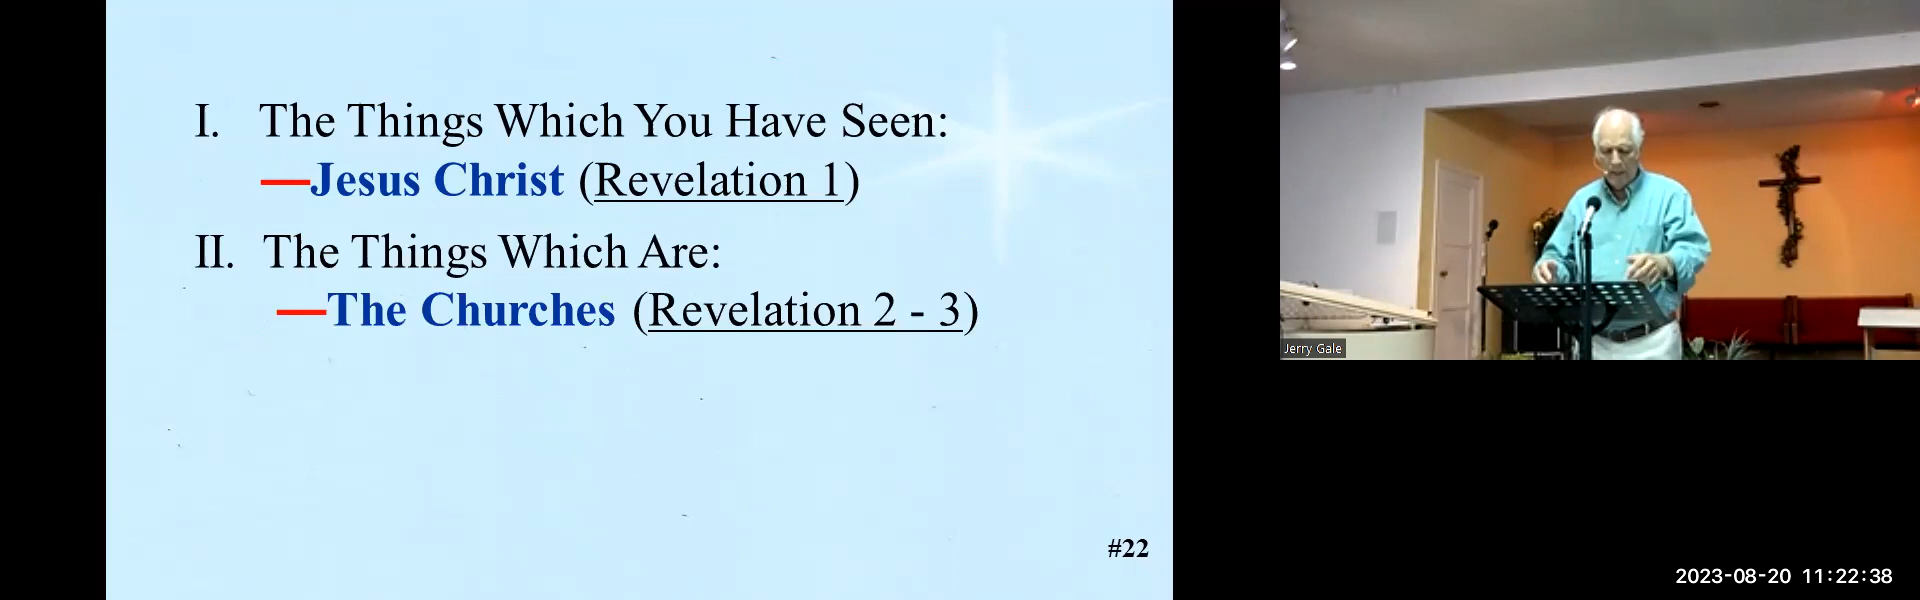 I. The Things Which You Have Seen:
—Jesus Christ (Revelation 1)
II. The Things Which Are:
—The Churches (Revelation 2 - 3)
#22
Jerry Gale
2023-08-20 11:22:38